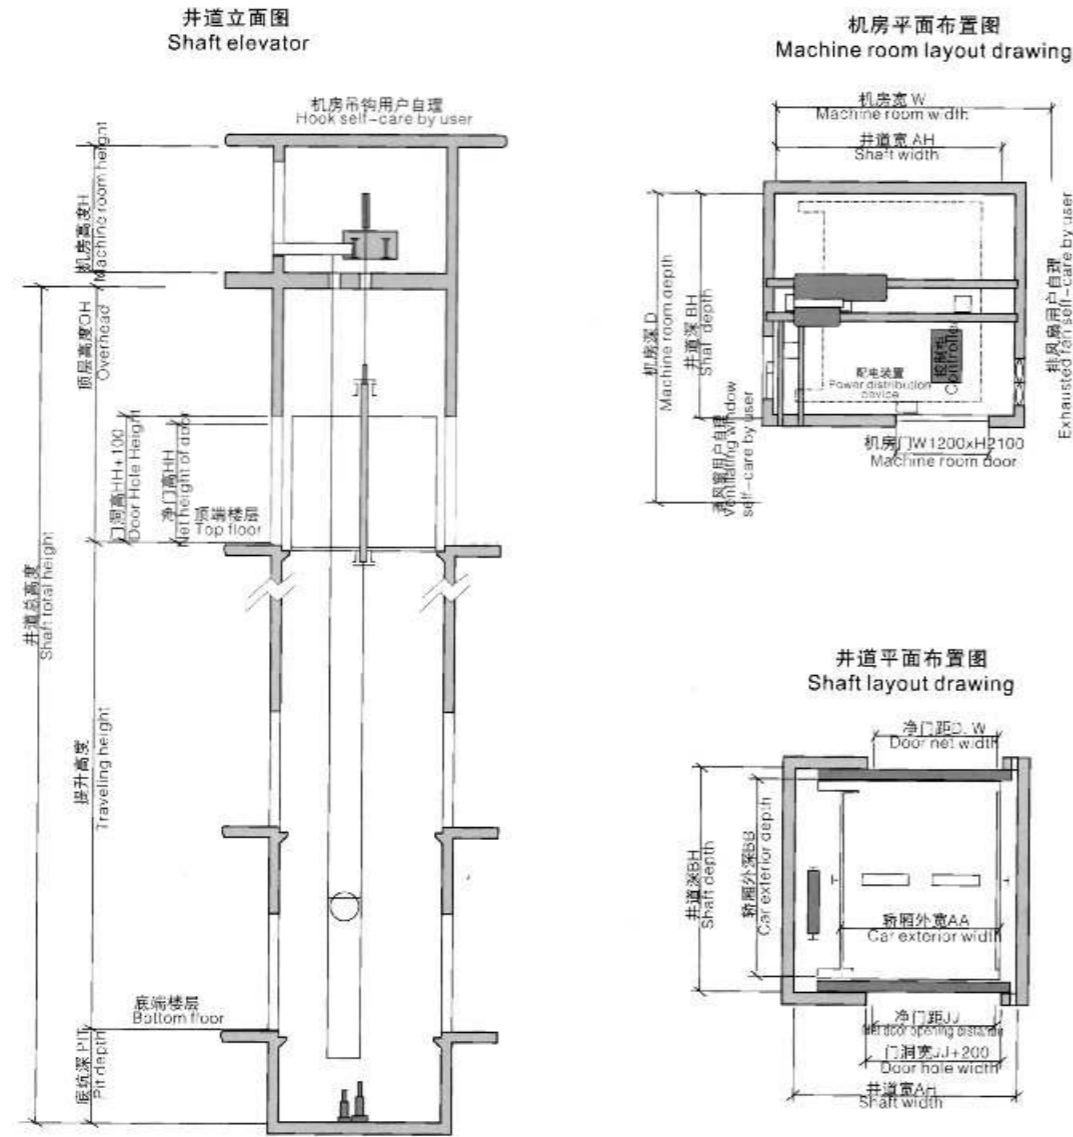 井道立面图
Shaft elevator
机房吊钩用户自理
Hook self-care by user
机房高度H
Machine room height
顶层高度OH
Overhead
门洞高HH+100
Door Hole Height
净门高HH
Net height of door
顶端楼层
Top floor
井道总高度
Shaft total height
提升高度
Traveling height
底端楼层
Bottom floor
底坑深 PIT
Pit depth
机房平面布置图
Machine room layout drawing
机房宽 W
Machine room width
井道宽 AH
Shaft width
机房深 D
Machine room depth
井道深 BH
Shaf depth
排风扇用户自理
Exhausted fan self-care by user
控制柜
Controller
配电装置
Power distribution
device
通风窗用户自理
Ventilating window
self-care by user
机房门W1200xH2100
Machine room door
井道平面布置图
Shaft layout drawing
净门距D. W
Door net width
井道深BH
Shaft depth
轿厢外深BB
Car exterior depth
轿厢外宽AA
Car exterior width
净门距JJ
Net door opening distance
门洞宽JJ+200
Door hole width
井道宽AH
Shaft width